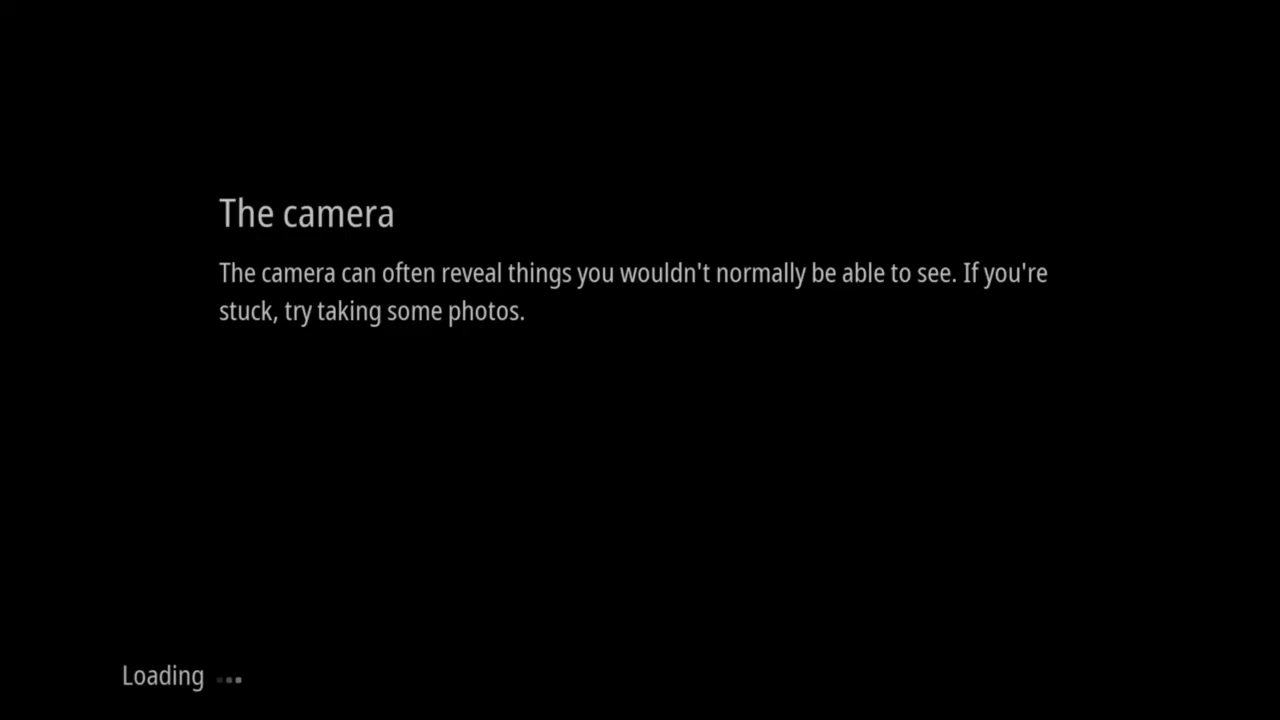 The camera
The camera can often reveal things you wouldn't normally be able to see. If you're
stuck, try taking some photos.
Loading